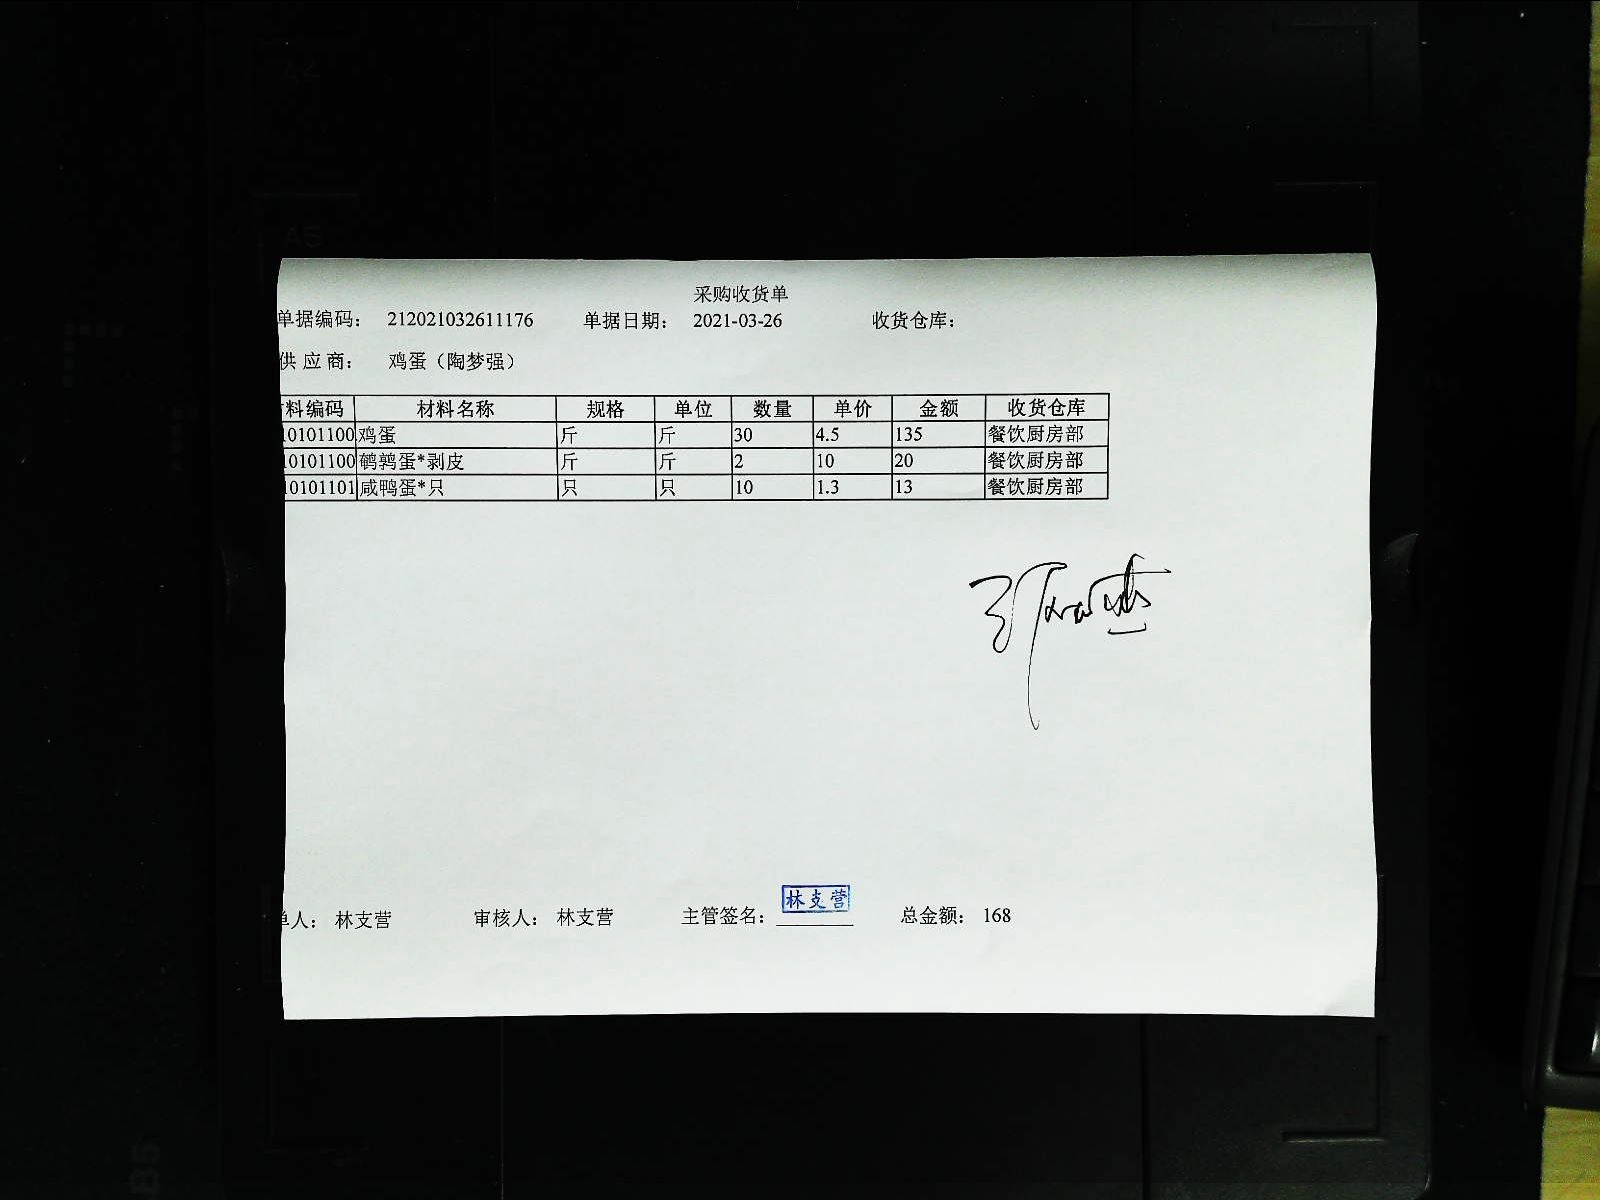 采购收货单
单据编码： 212021032611176 单据日期： 2021-03-26 收货仓库：
供应商： 鸡蛋（陶梦强）
料编码 材料名称 规格 单位 数量 单价 金额 收货仓库
10101100 鸡蛋 斤 斤 30 4.5 135 餐饮厨房部
10101100 鹌鹑蛋*剥皮 斤 斤 2 10 20 餐饮厨房部
10101101 咸鸭蛋*只 只 只 10 1.3 13 餐饮厨房部
林支营
单人： 林支营 审核人： 林支营 主管签名： 总金额： 168
A4
A5
B5